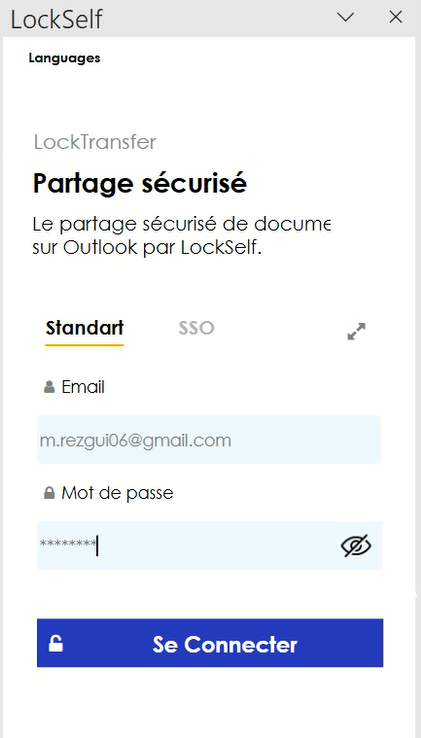 LockSelf
Languages
LockTransfer
Partage sécurisé
Le partage sécurisé de docume
sur Outlook par LockSelf.
Standart SSO
Email
m.rezgui06@gmail.com
Mot de passe
********
Se Connecter